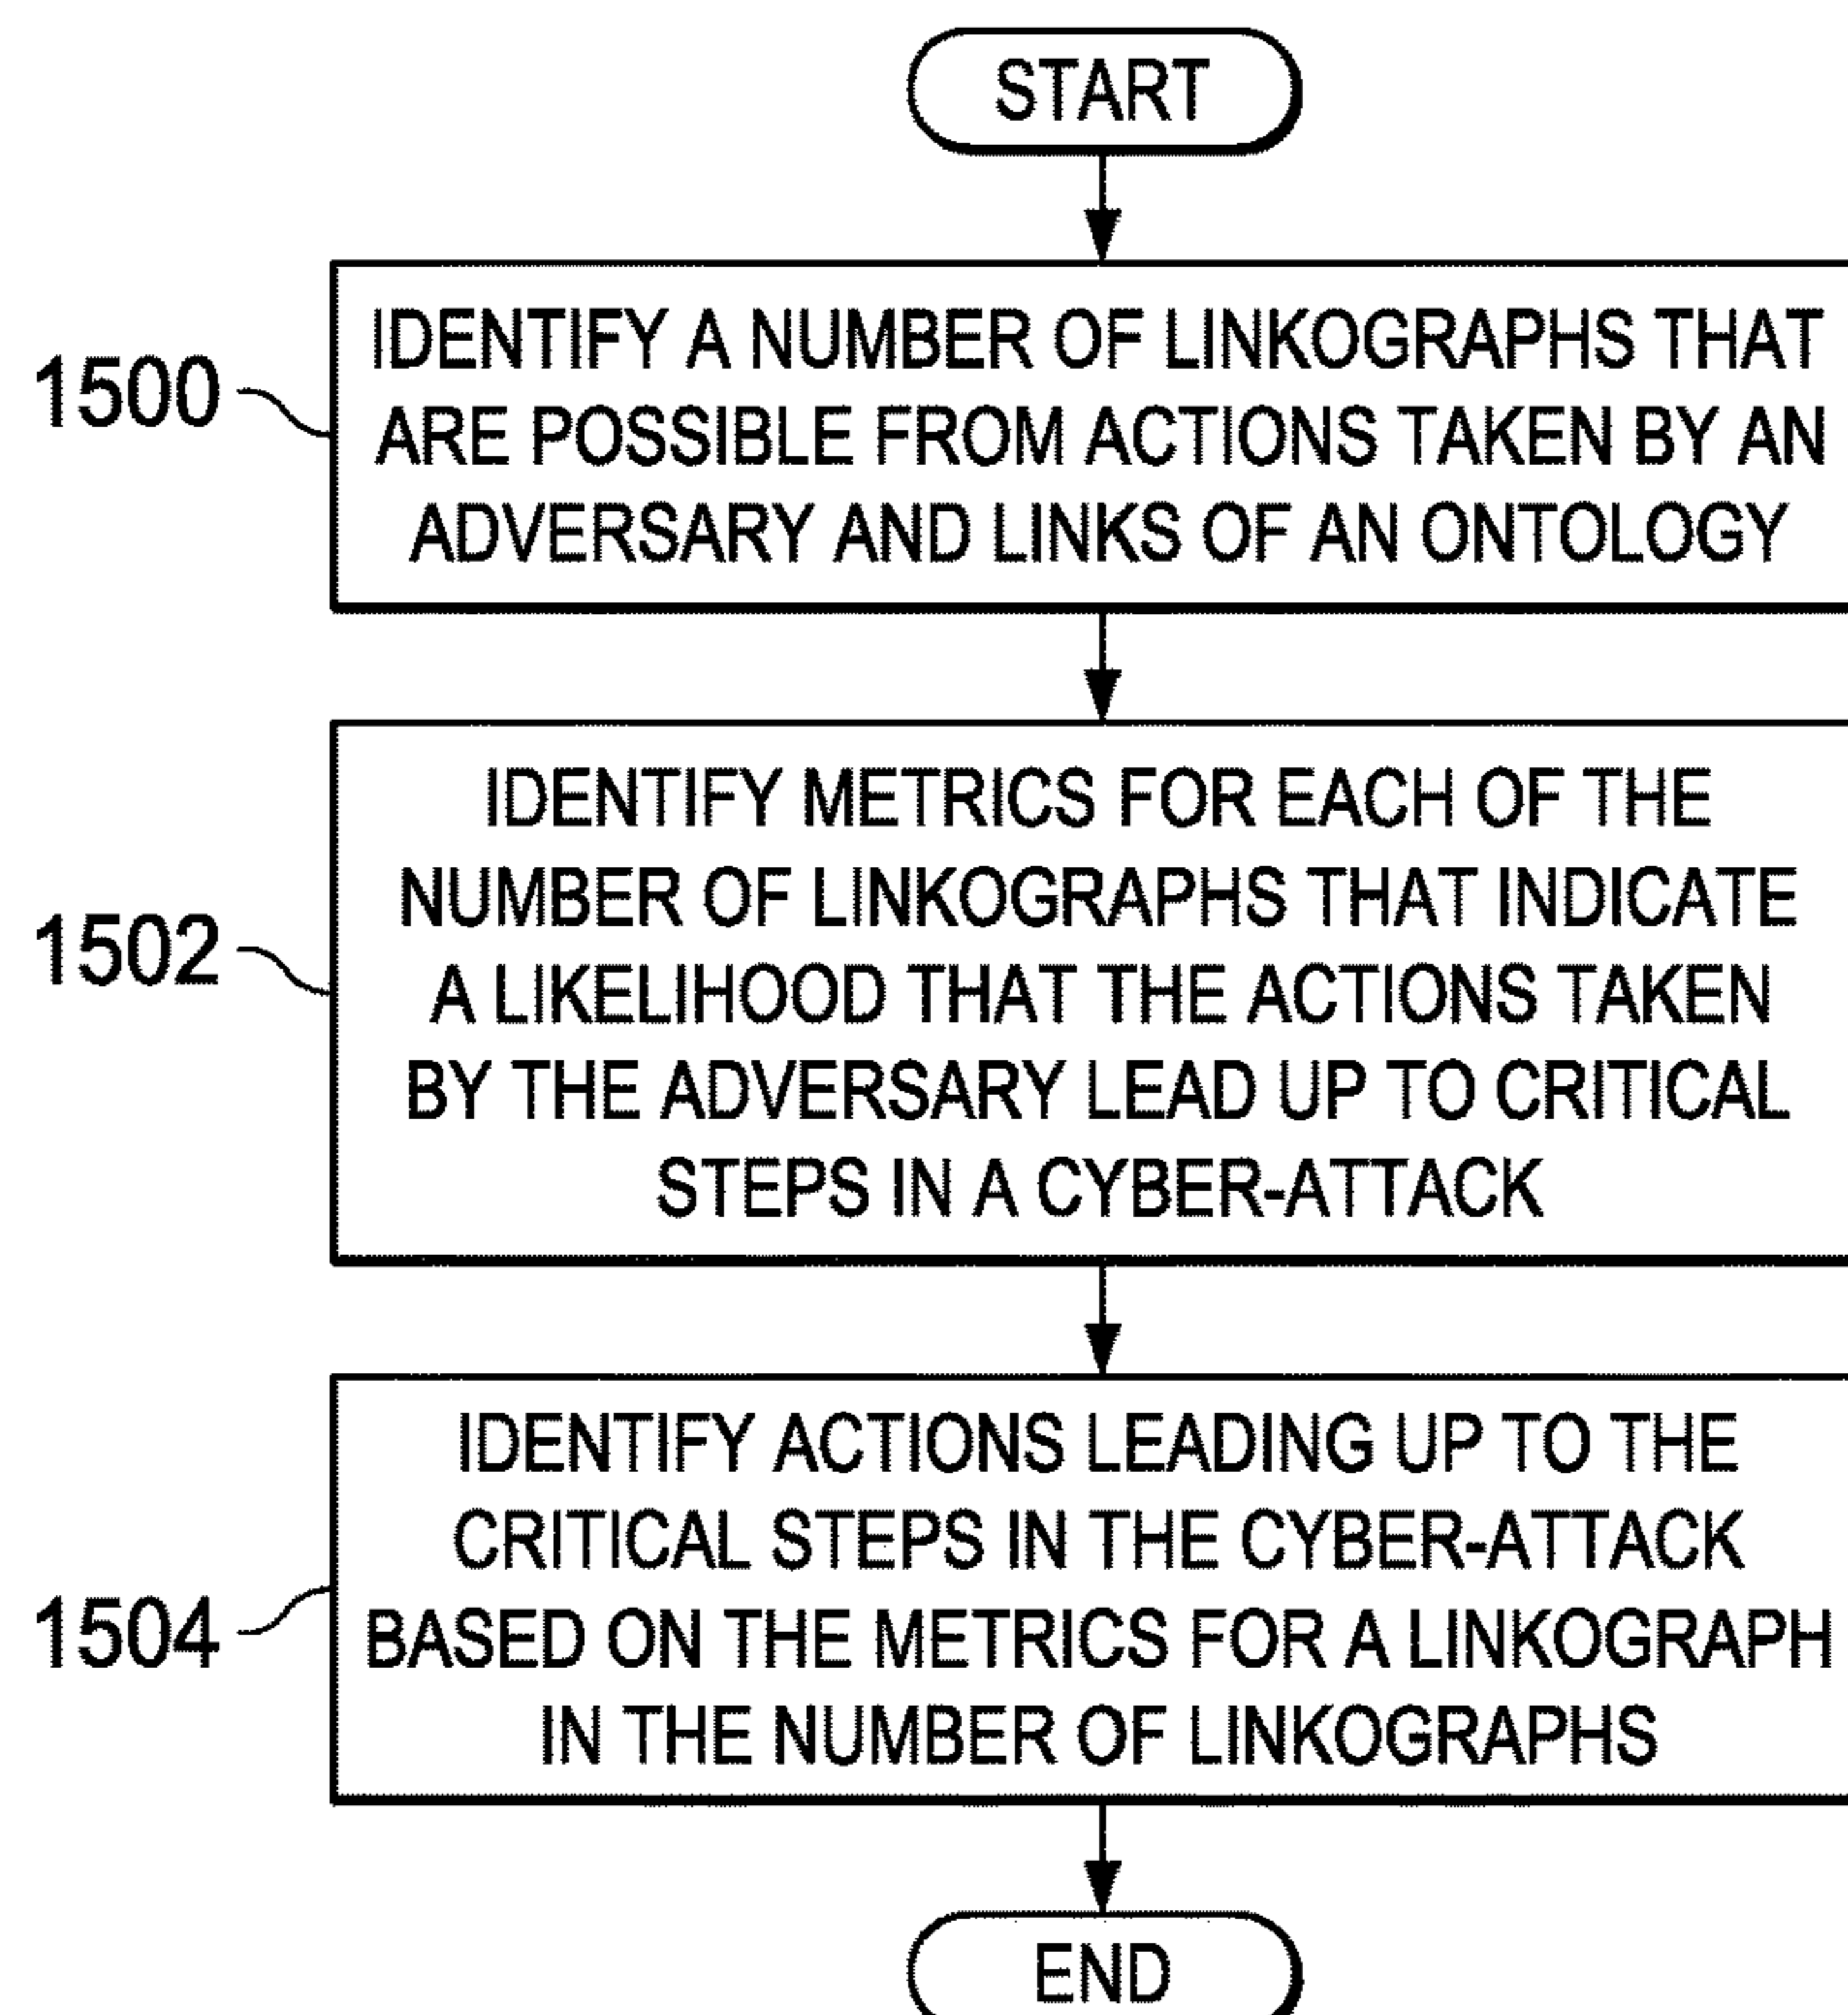 START
1500
IDENTIFY A NUMBER OF LINKOGRAPHS THAT
ARE POSSIBLE FROM ACTIONS TAKEN BY AN
ADVERSARY AND LINKS OF AN ONTOLOGY
1502
IDENTIFY METRICS FOR EACH OF THE
NUMBER OF LINKOGRAPHS THAT INDICATE
A LIKELIHOOD THAT THE ACTIONS TAKEN
BY THE ADVERSARY LEAD UP TO CRITICAL
STEPS IN A CYBER-ATTACK
1504
IDENTIFY ACTIONS LEADING UP TO THE
CRITICAL STEPS IN THE CYBER-ATTACK
BASED ON THE METRICS FOR A LINKOGRAPH
IN THE NUMBER OF LINKOGRAPHS
END